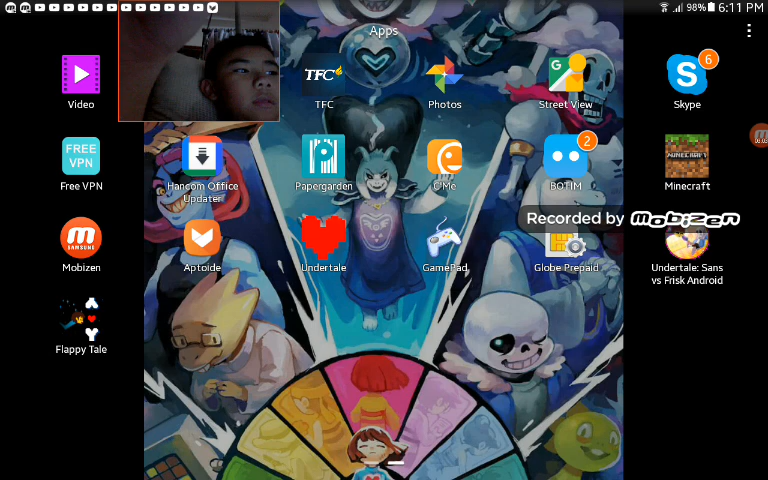 98% 6:11 PM
Apps
TFC
G
6
Video
TFC
Photos
Street View
Skype
FREE
VPN
2
MINECRAFT
Free VPN
Hancom Office
Updater
Papergarden
C'Me
BOTIM
Minecraft
Recorded by mobizen
SAMSUNG
Mobizen
Aptoide
Undertale
GamePad
Globe Prepaid
Undertale: Sans
vs Frisk Android
Flappy Tale